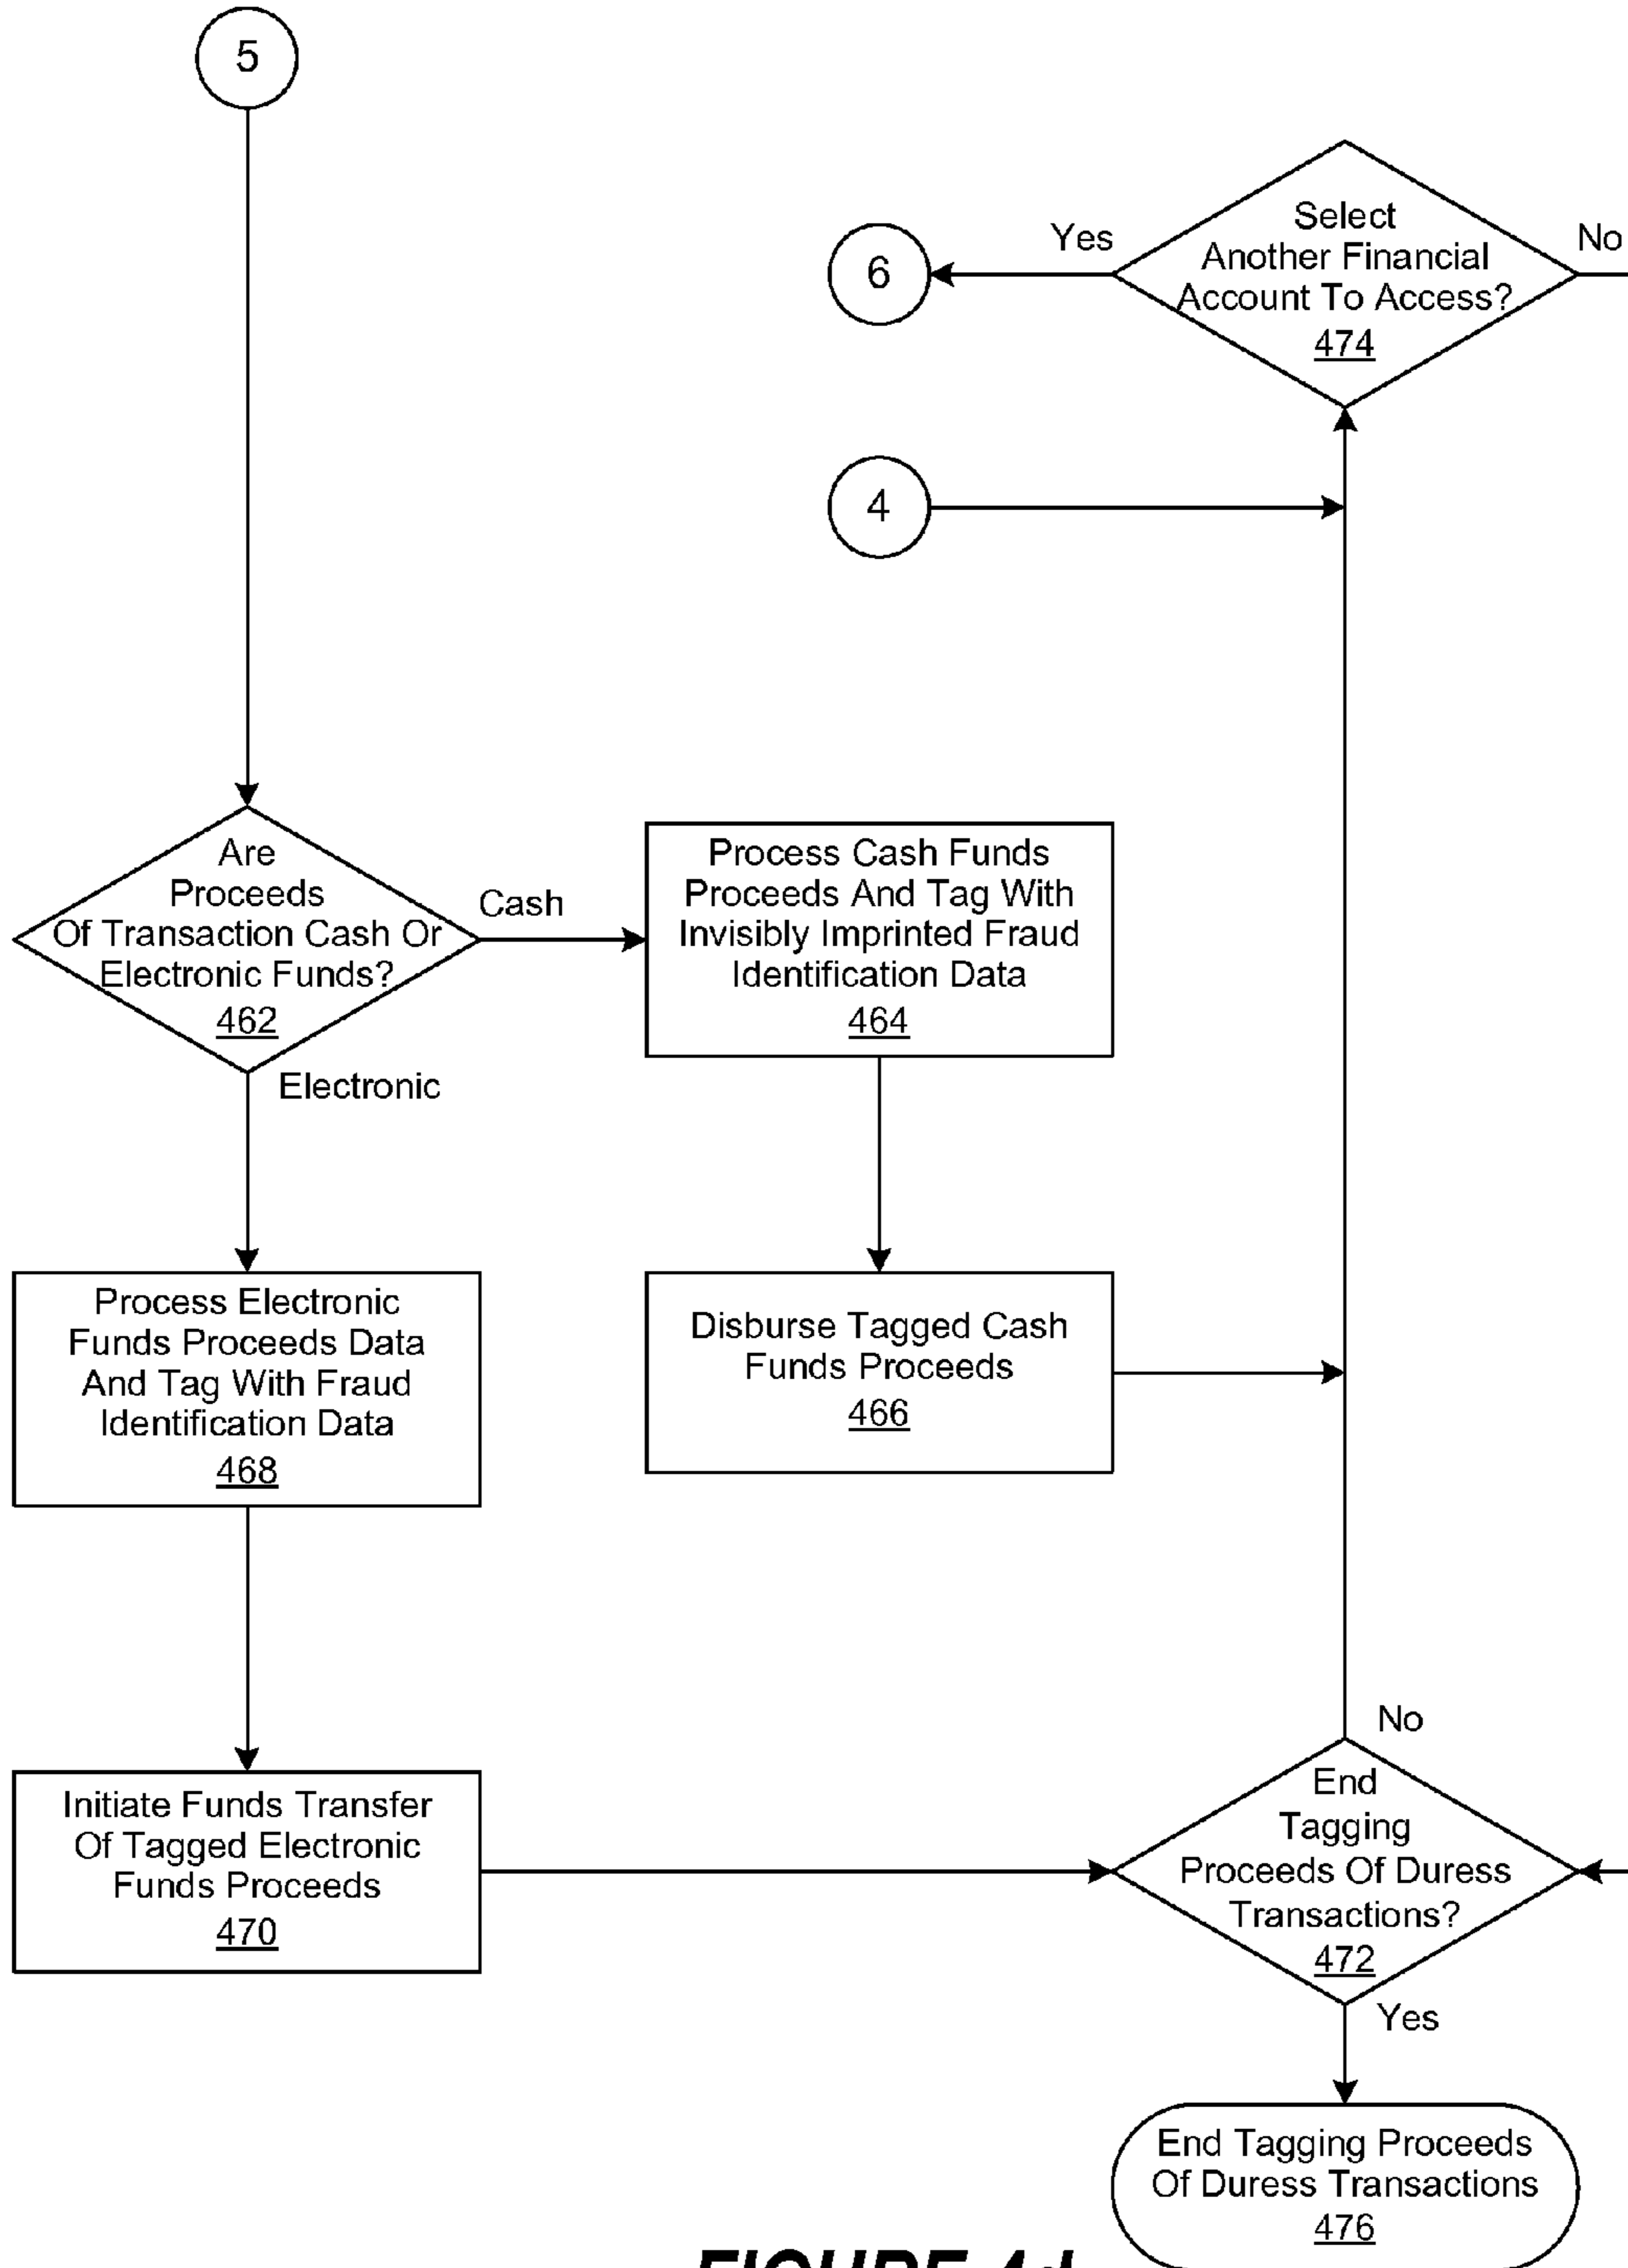 5
Select
Another Financial
Account To Access?
474
Yes
No
6
4
Are
Proceeds
Of Transaction Cash Or
Electronic Funds?
462
Cash
Electronic
Process Cash Funds
Proceeds And Tag With
Invisibly Imprinted Fraud
Identification Data
464
Process Electronic
Funds Proceeds Data
And Tag With Fraud
Identification Data
468
Disburse Tagged Cash
Funds Proceeds
466
Initiate Funds Transfer
Of Tagged Electronic
Funds Proceeds
470
No
End
Tagging
Proceeds Of Duress
Transactions?
472
Yes
End Tagging Proceeds
Of Duress Transactions
476
FIGURE 4d